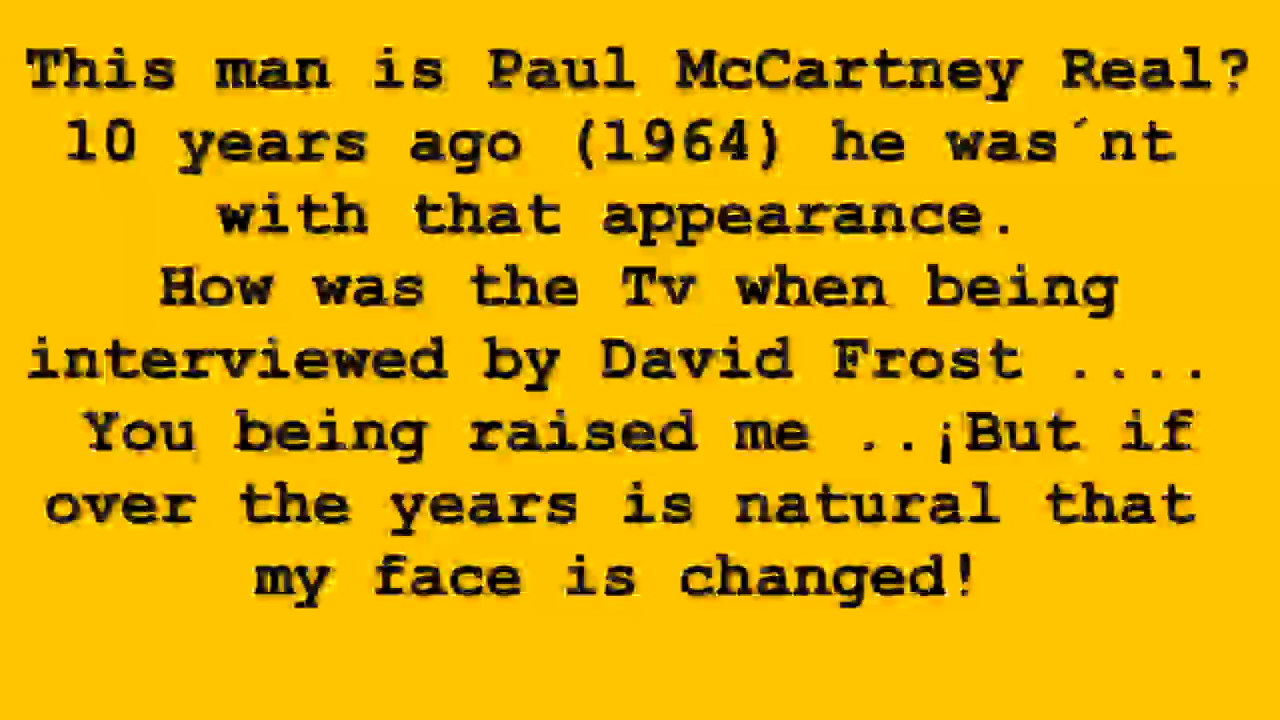 This man is Paul McCartney Real?
10 years ago (1964) he was´nt
with that appearance.
How was the Tv when being
interviewed by David Frost ....
You being raised me ..¡But if
over the years is natural that
my face is changed!